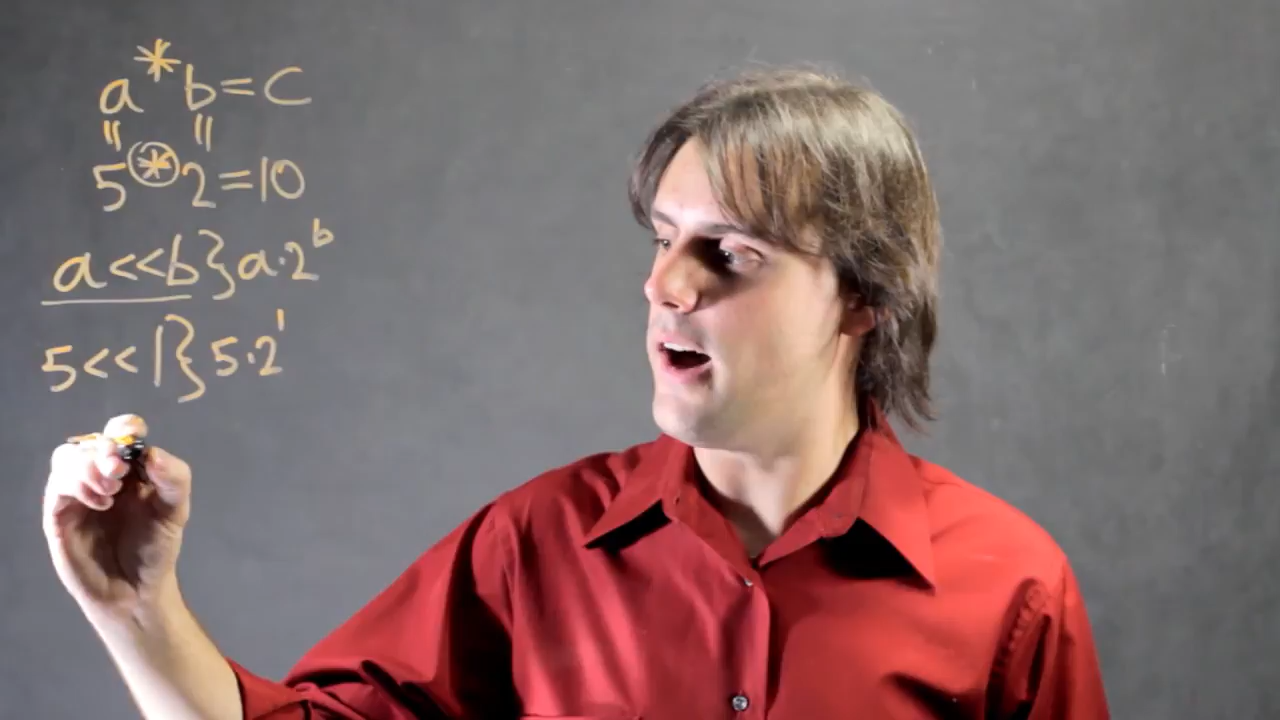 a * b = c
" "
5 * 2 = 10
a << b } a · 2^b
5 << 1 } 5 · 2^1